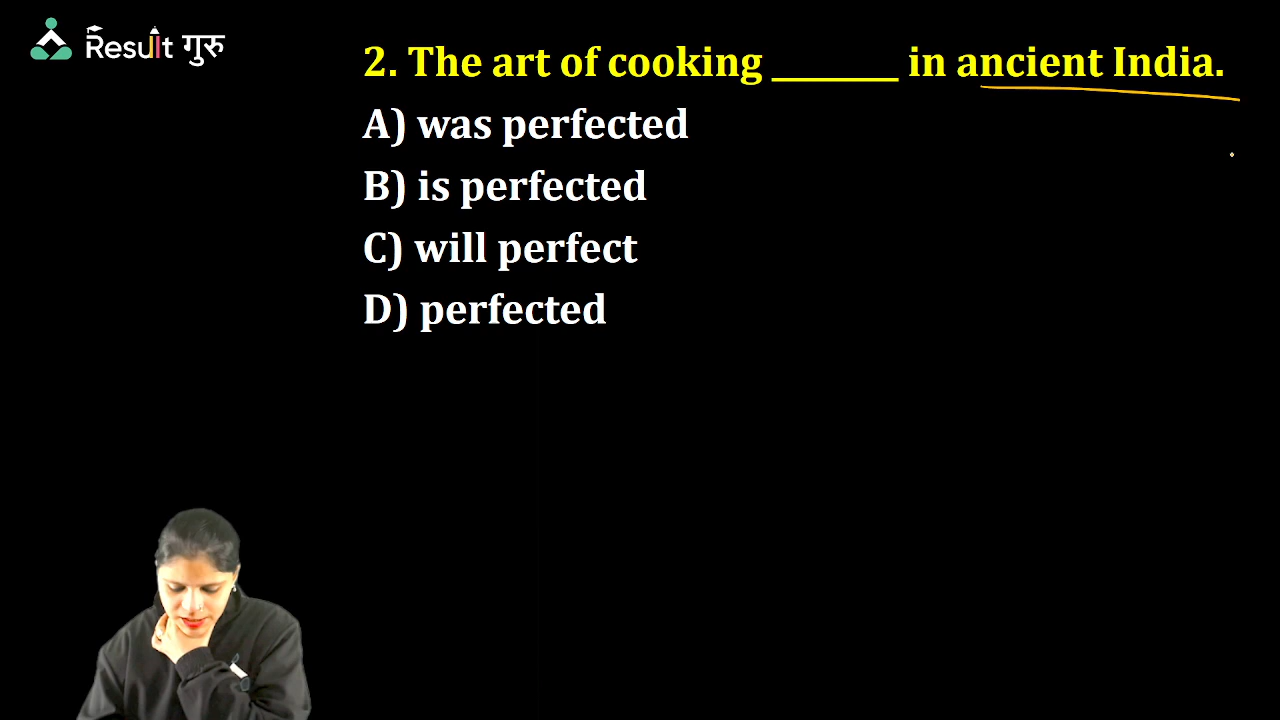 Result गुरु
2. The art of cooking _______ in ancient India.
A) was perfected
B) is perfected
C) will perfect
D) perfected